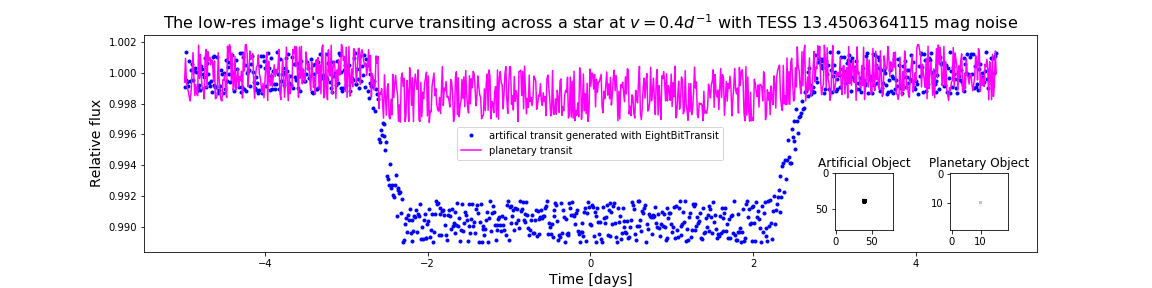 The low-res image's light curve transiting across a star at v = 0.4d⁻¹ with TESS 13.4506364115 mag noise
1.002
1.000
0.998
0.996
0.994
0.992
0.990
Relative flux
artifical transit generated with EightBitTransit
planetary transit
Artificial Object
0
50
0
50
Planetary Object
0
10
0
10
−4
−2
0
2
4
Time [days]